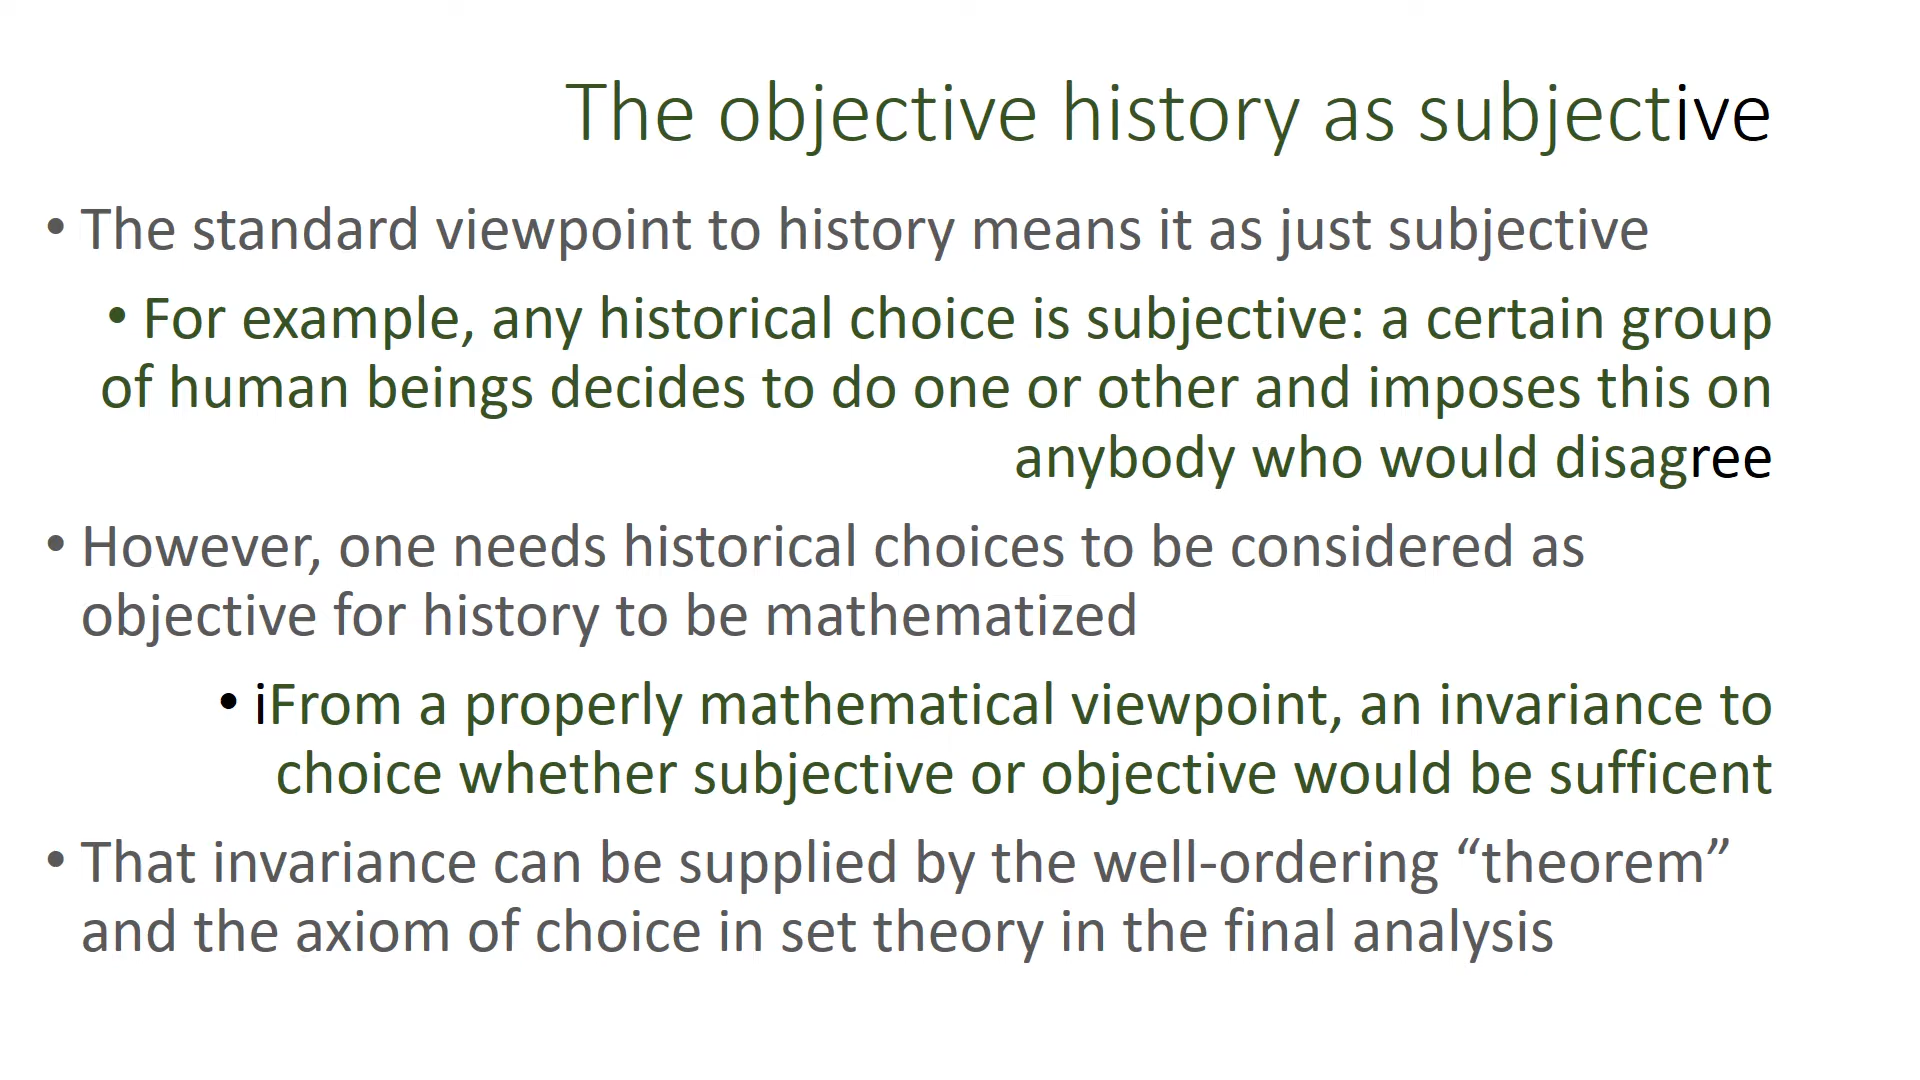 The objective history as subjective
• The standard viewpoint to history means it as just subjective
• For example, any historical choice is subjective: a certain group
of human beings decides to do one or other and imposes this on
anybody who would disagree
• However, one needs historical choices to be considered as
objective for history to be mathematized
• iFrom a properly mathematical viewpoint, an invariance to
choice whether subjective or objective would be sufficent
• That invariance can be supplied by the well-ordering “theorem”
and the axiom of choice in set theory in the final analysis